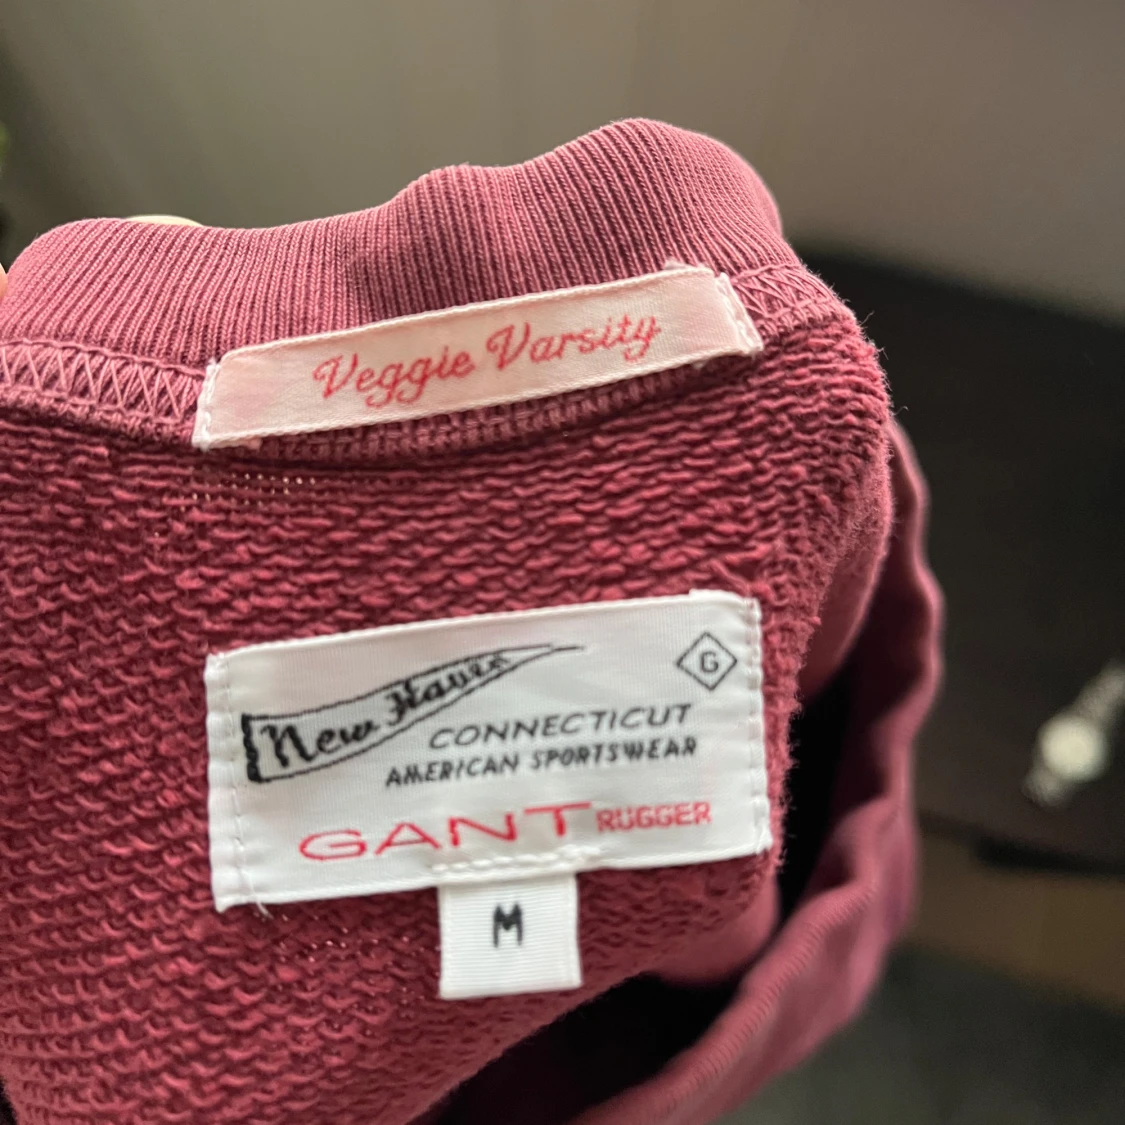 Veggie Varsity
G
New Haven
CONNECTICUT
AMERICAN SPORTSWEAR
GANT RUGGER
M